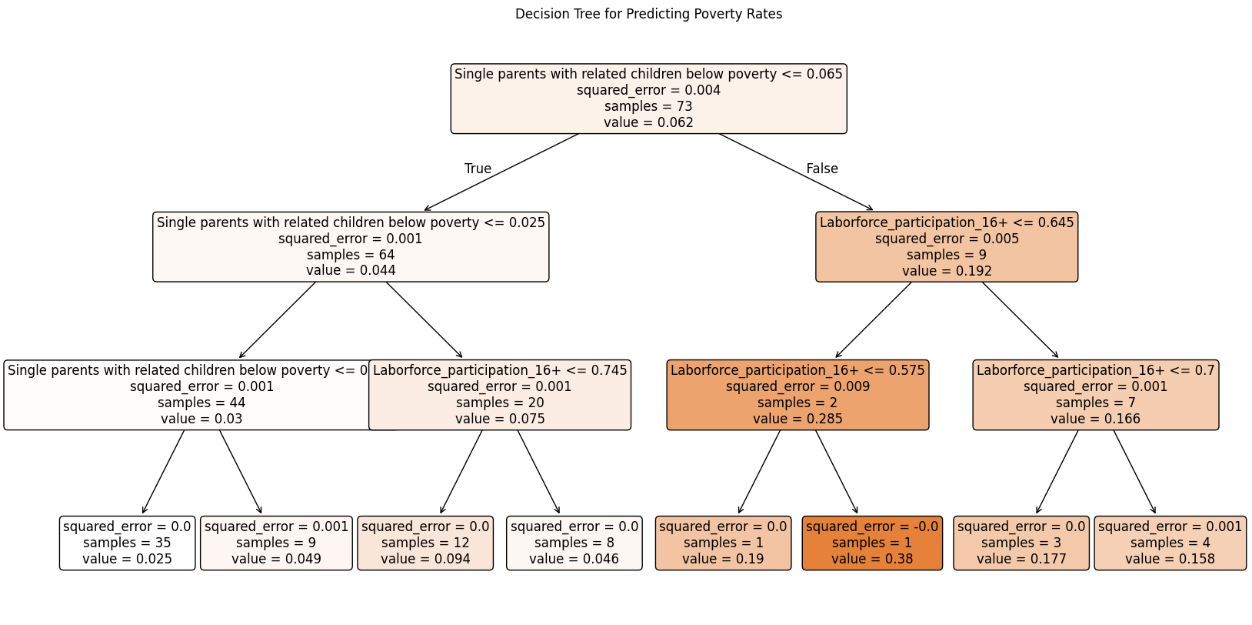 Decision Tree for Predicting Poverty Rates
Single parents with related children below poverty <= 0.065
squared_error = 0.004
samples = 73
value = 0.062
True
False
Single parents with related children below poverty <= 0.025
squared_error = 0.001
samples = 64
value = 0.044
Laborforce_participation_16+ <= 0.645
squared_error = 0.005
samples = 9
value = 0.192
Single parents with related children below poverty <=
squared_error = 0.001
samples = 44
value = 0.03
Laborforce_participation_16+ <= 0.745
squared_error = 0.001
samples = 20
value = 0.075
Laborforce_participation_16+ <= 0.575
squared_error = 0.009
samples = 2
value = 0.285
Laborforce_participation_16+ <= 0.7
squared_error = 0.001
samples = 7
value = 0.166
squared_error = 0.0
samples = 35
value = 0.025
squared_error = 0.001
samples = 9
value = 0.049
squared_error = 0.0
samples = 12
value = 0.094
squared_error = 0.0
samples = 8
value = 0.046
squared_error = 0.0
samples = 1
value = 0.19
squared_error = -0.0
samples = 1
value = 0.38
squared_error = 0.0
samples = 3
value = 0.177
squared_error = 0.001
samples = 4
value = 0.158